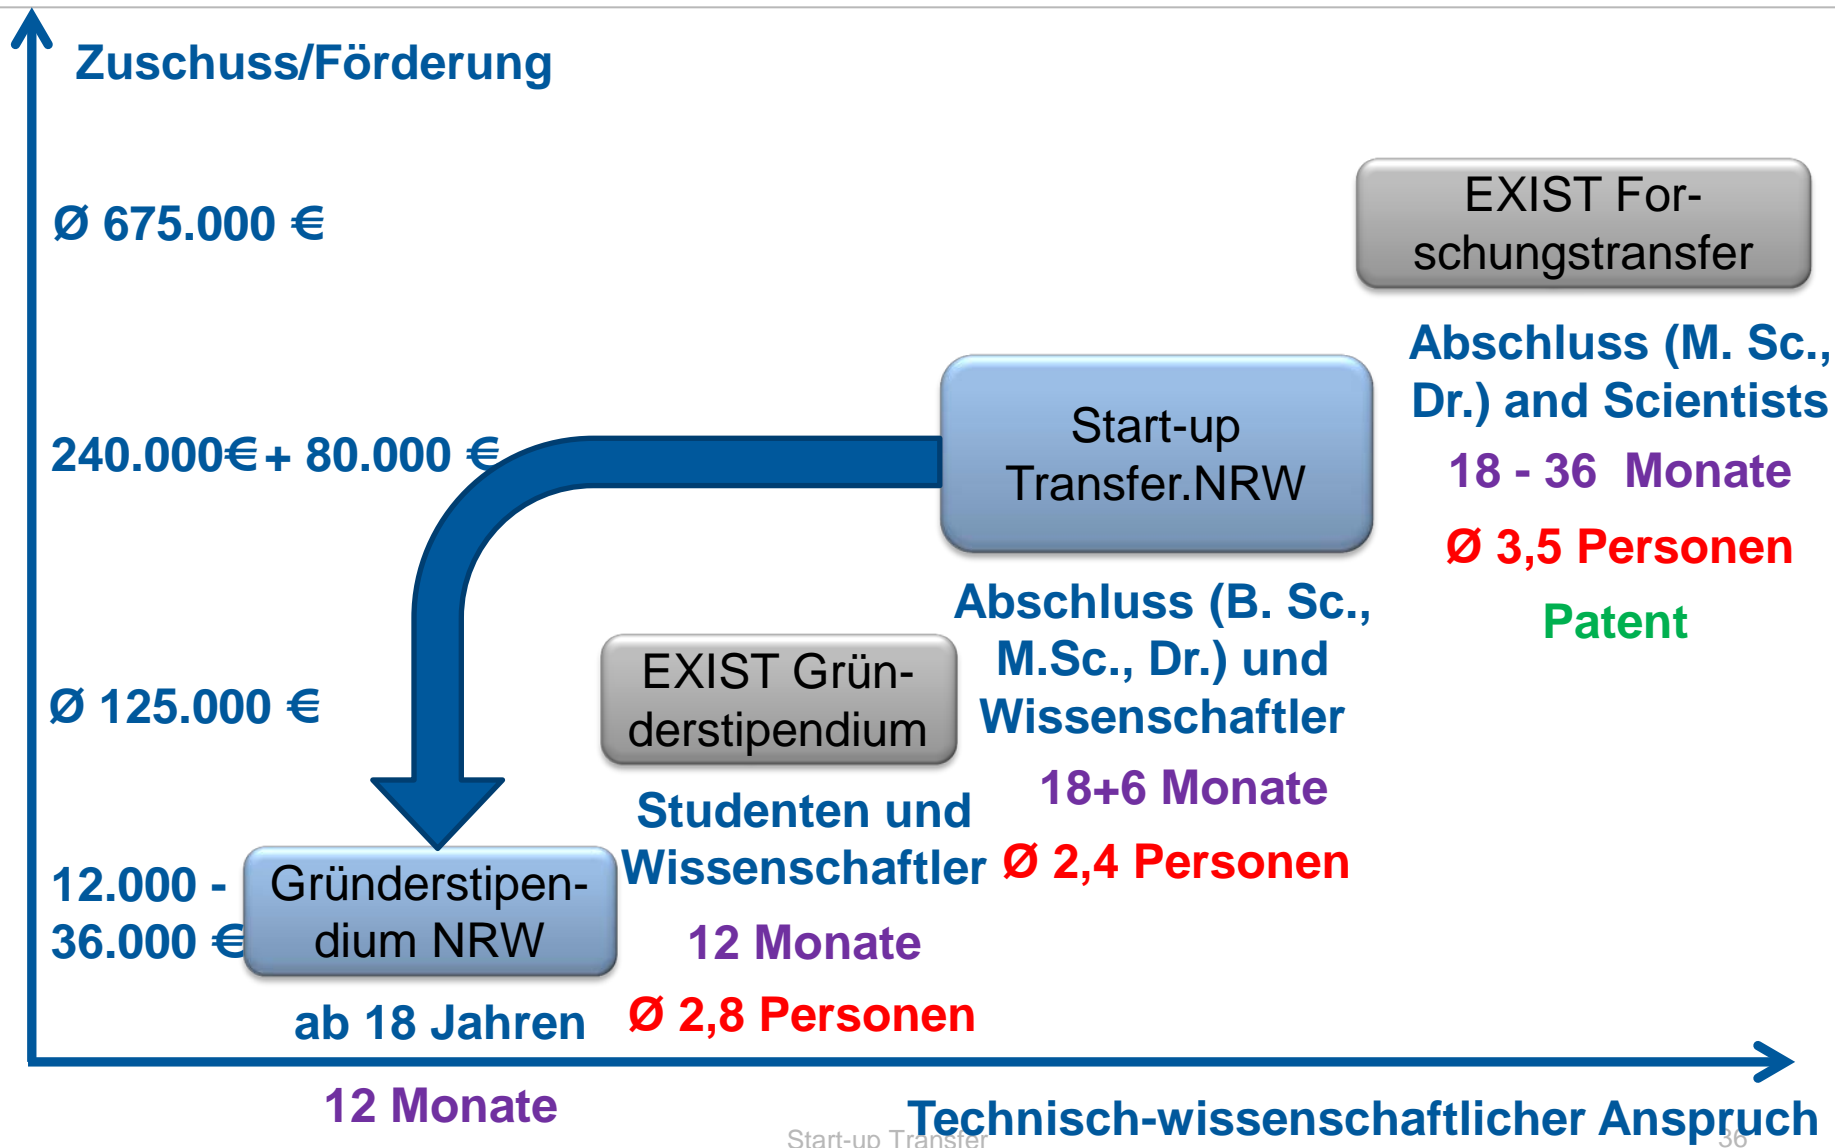 Zuschuss/Förderung
Ø 675.000 €
EXIST For-
schungstransfer
Abschluss (M. Sc.,
Dr.) and Scientists
18 - 36 Monate
Ø 3,5 Personen
Patent
240.000€ + 80.000 €
Start-up
Transfer.NRW
Abschluss (B. Sc.,
M.Sc., Dr.) und
Wissenschaftler
18+6 Monate
Ø 2,4 Personen
Ø 125.000 €
EXIST Grün-
derstipendium
Studenten und
Wissenschaftler
12 Monate
Ø 2,8 Personen
12.000 -
36.000 €
Gründerstipen-
dium NRW
ab 18 Jahren
12 Monate
Technisch-wissenschaftlicher Anspruch
Start-up Transfer
36